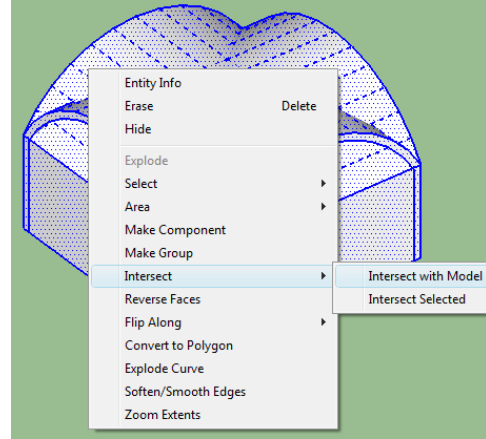 Entity Info
Erase Delete
Hide
Explode
Select
Area
Make Component
Make Group
Intersect
Intersect with Model
Reverse Faces
Intersect Selected
Flip Along
Convert to Polygon
Explode Curve
Soften/Smooth Edges
Zoom Extents